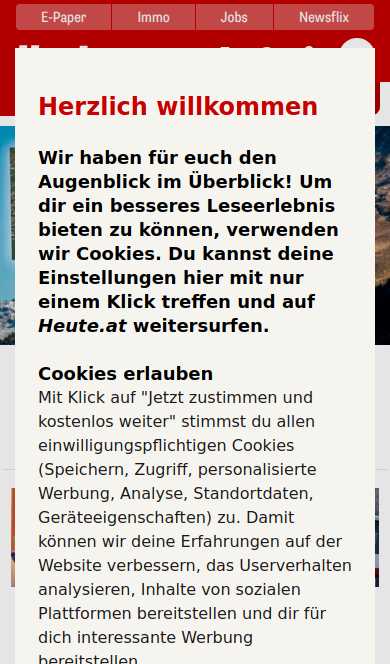 E-Paper
Immo
Jobs
Newsflix
Herzlich willkommen
Wir haben für euch den
Augenblick im Überblick! Um
dir ein besseres Leseerlebnis
bieten zu können, verwenden
wir Cookies. Du kannst deine
Einstellungen hier mit nur
einem Klick treffen und auf
Heute.at weitersurfen.
Cookies erlauben
Mit Klick auf "Jetzt zustimmen und
kostenlos weiter" stimmst du allen
einwilligungspflichtigen Cookies
(Speichern, Zugriff, personalisierte
Werbung, Analyse, Standortdaten,
Geräteeigenschaften) zu. Damit
können wir deine Erfahrungen auf der
Website verbessern, das Userverhalten
analysieren, Inhalte von sozialen
Plattformen bereitstellen und dir für
dich interessante Werbung
bereitstellen